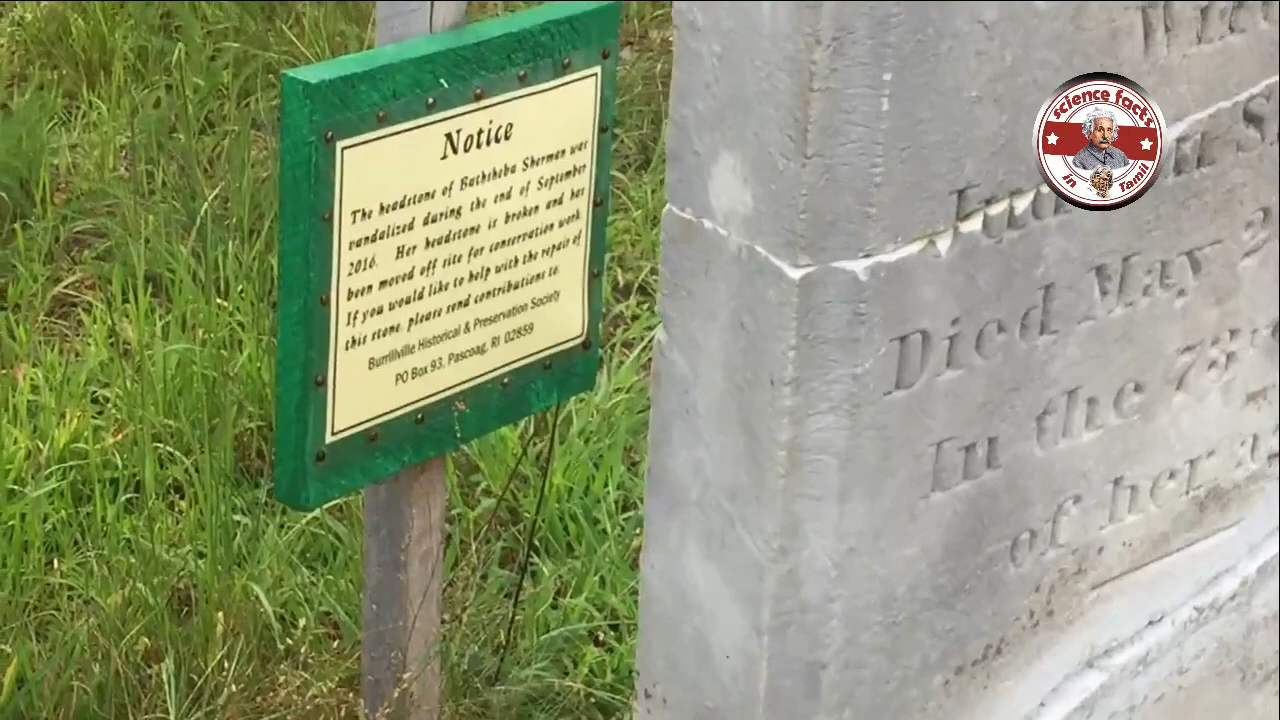 Notice
The headstone of Bathsheba Sherman was
vandalized during the end of September
2016. Her headstone is broken and has
been moved off site for conservation work.
If you would like to help with the repair of
this stone, please send contributions to:
Burrillville Historical & Preservation Society
PO Box 93, Pascoag, RI 02859
science facts
in Tamil
Died May 2
In the 73
of her a